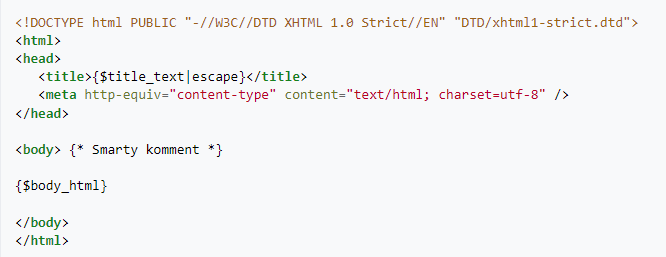 <!DOCTYPE html PUBLIC "-//W3C//DTD XHTML 1.0 Strict//EN" "DTD/xhtml1-strict.dtd">
<html>
<head>
   <title>{$title_text|escape}</title>
   <meta http-equiv="content-type" content="text/html; charset=utf-8" />
</head>
<body> {* Smarty komment *}
{$body_html}
</body>
</html>